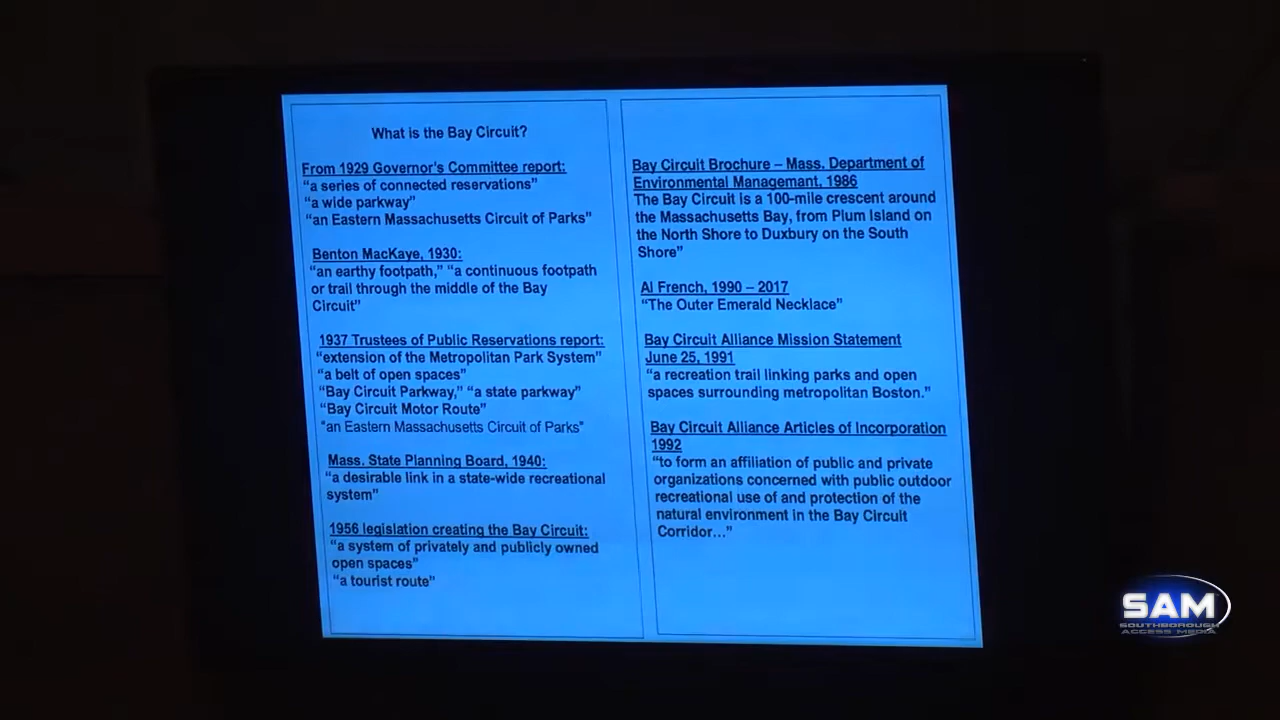 What is the Bay Circuit?
From 1929 Governor's Committee report:
"a series of connected reservations"
"a wide parkway"
"an Eastern Massachusetts Circuit of Parks"
Benton MacKaye, 1930:
"an earthy footpath," "a continuous footpath
or trail through the middle of the Bay
Circuit"
1937 Trustees of Public Reservations report:
"extension of the Metropolitan Park System"
"a belt of open spaces"
"Bay Circuit Parkway," "a state parkway"
"Bay Circuit Motor Route"
"an Eastern Massachusetts Circuit of Parks"
Mass. State Planning Board, 1940:
"a desirable link in a state-wide recreational
system"
1956 legislation creating the Bay Circuit:
"a system of privately and publicly owned
open spaces"
"a tourist route"
Bay Circuit Brochure – Mass. Department of
Environmental Managemant, 1986
The Bay Circuit is a 100-mile crescent around
the Massachusetts Bay, from Plum Island on
the North Shore to Duxbury on the South
Shore"
Al French, 1990 – 2017
"The Outer Emerald Necklace"
Bay Circuit Alliance Mission Statement
June 25, 1991
"a recreation trail linking parks and open
spaces surrounding metropolitan Boston."
Bay Circuit Alliance Articles of Incorporation
1992
"to form an affiliation of public and private
organizations concerned with public outdoor
recreational use of and protection of the
natural environment in the Bay Circuit
Corridor…"
SAM
SOUTHBOROUGH
ACCESS MEDIA